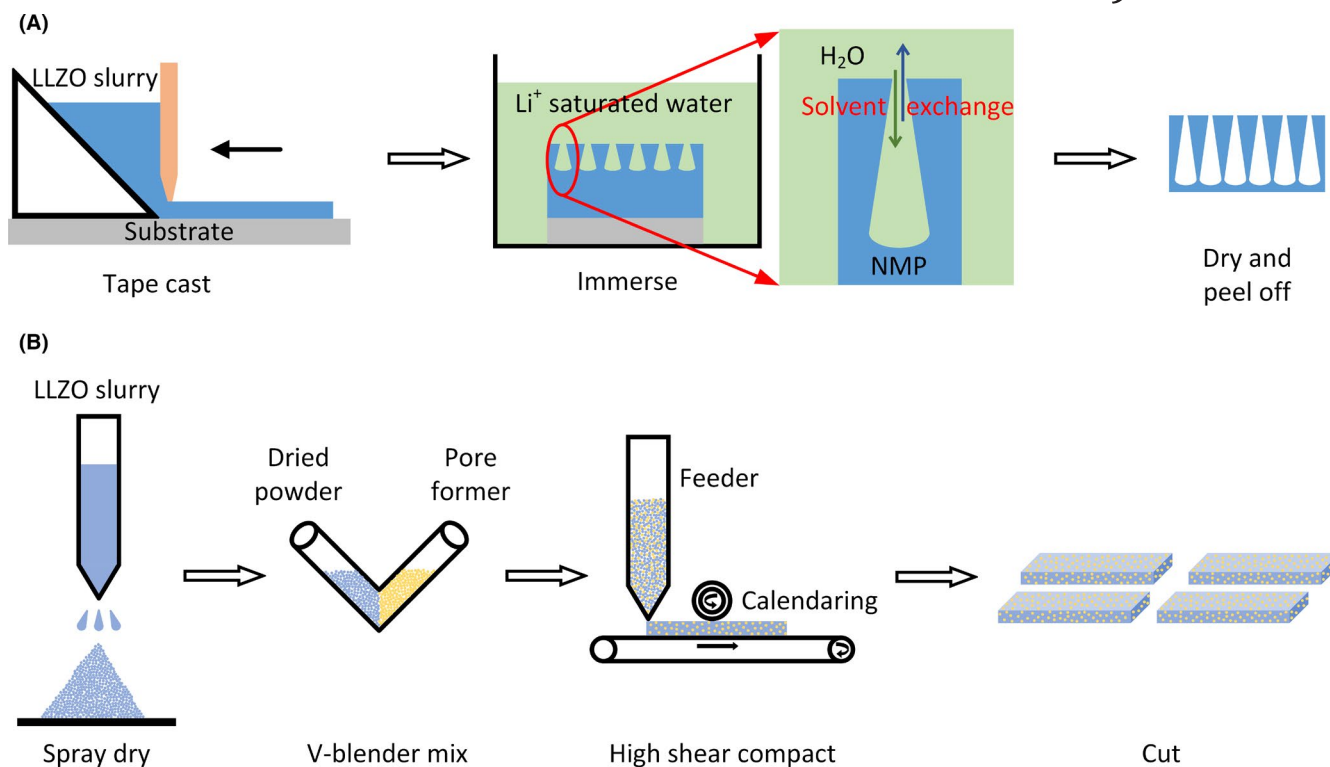 (A)
LLZO slurry
Substrate
Tape cast
Li⁺ saturated water
Immerse
H₂O
Solvent exchange
NMP
Dry and
peel off
(B)
LLZO slurry
Spray dry
Dried
powder
Pore
former
V-blender mix
Feeder
Calendaring
High shear compact
Cut